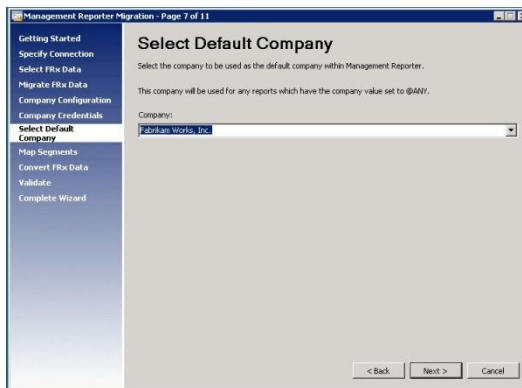 Management Reporter Migration - Page 7 of 11
Getting Started
Specify Connection
Select FRx Data
Migrate FRx Data
Company Configuration
Company Credentials
Select Default
Company
Map Segments
Convert FRx Data
Validate
Complete Wizard
Select Default Company
Select the company to be used as the default company within Management Reporter.
This company will be used for any reports which have the company value set to @ANY.
Company:
Fabrikam Works, Inc.
< Back
Next >
Cancel